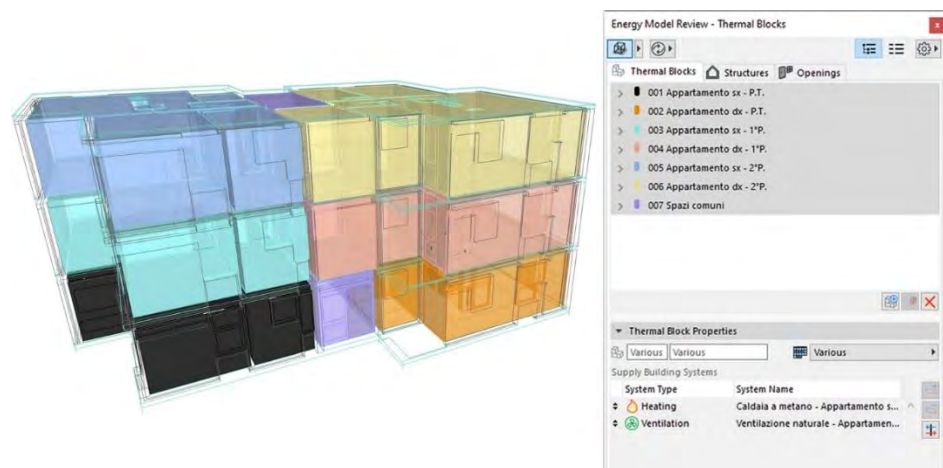 Energy Model Review - Thermal Blocks
Thermal Blocks Structures Openings
001 Appartamento sx - P.T.
002 Appartamento dx - P.T.
003 Appartamento sx - 1°P.
004 Appartamento dx - 1°P.
005 Appartamento sx - 2°P.
006 Appartamento dx - 2°P.
007 Spazi comuni
Thermal Block Properties
Various Various Various
Supply Building Systems
System Type System Name
Heating Caldaia a metano - Appartamento s...
Ventilation Ventilazione naturale - Appartamen...